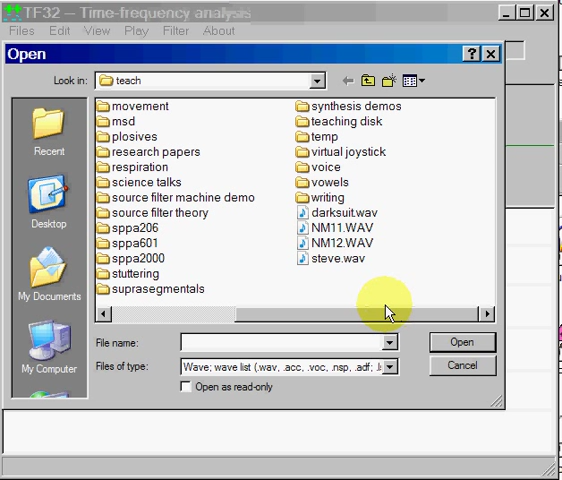 TF32 -- Time-frequency analysis
Files Edit View Play Filter About
Open
Look in: teach
movement
msd
plosives
research papers
respiration
science talks
source filter machine demo
source filter theory
sppa206
sppa601
sppa2000
stuttering
suprasegmentals
synthesis demos
teaching disk
temp
virtual joystick
voice
vowels
writing
darksuit.wav
NM11.WAV
NM12.WAV
steve.wav
Recent
Desktop
My Documents
My Computer
File name:
Open
Files of type: Wave; wave list (.wav, .acc, .voc, .nsp, .adf;
Cancel
Open as read-only